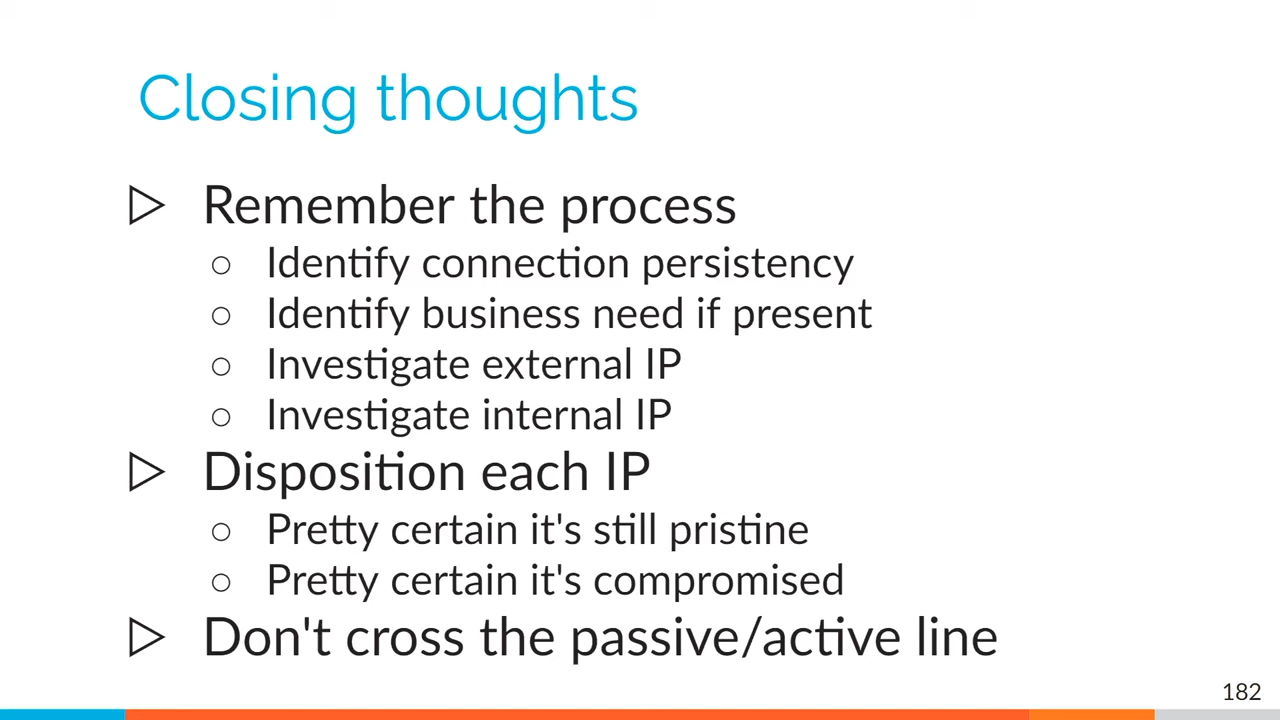 Closing thoughts
▷ Remember the process
○ Identify connection persistency
○ Identify business need if present
○ Investigate external IP
○ Investigate internal IP
▷ Disposition each IP
○ Pretty certain it's still pristine
○ Pretty certain it's compromised
▷ Don't cross the passive/active line
182